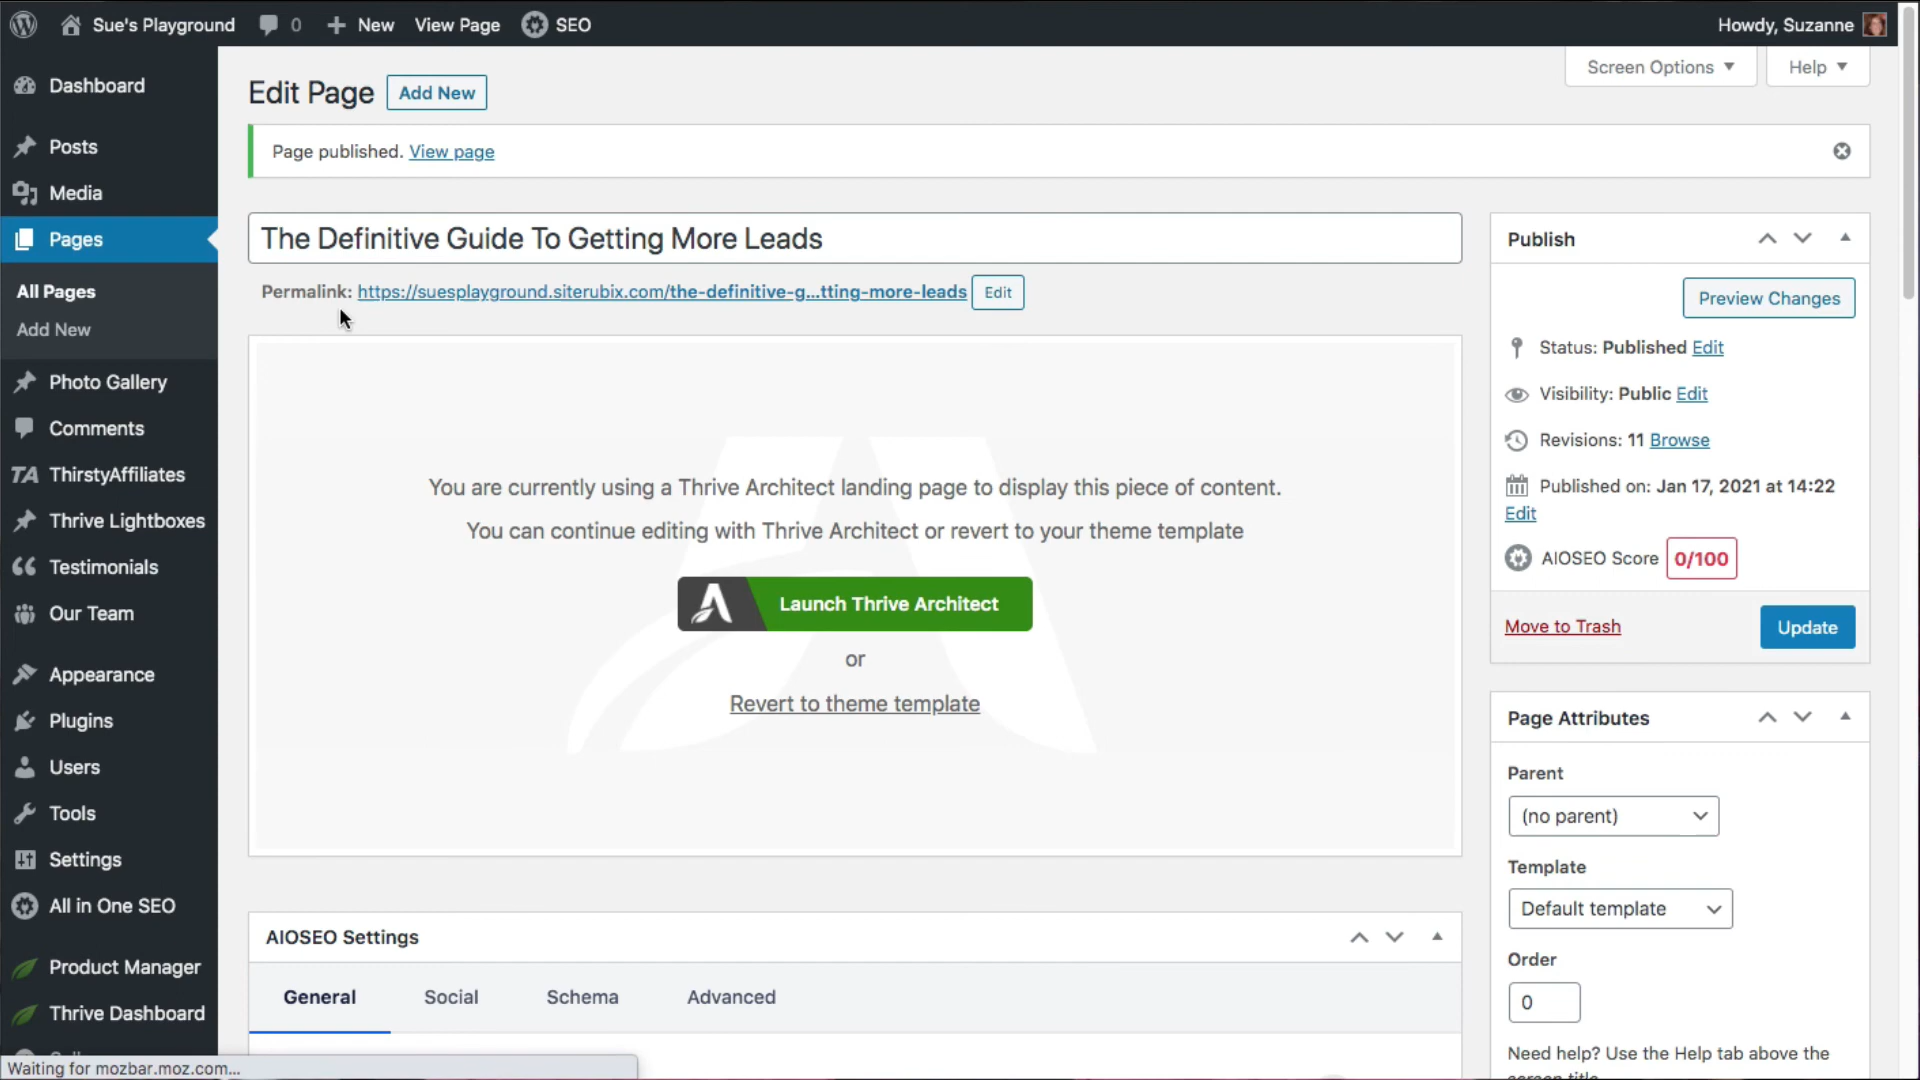 Sue's Playground 0 New View Page SEO Howdy, Suzanne
Screen Options Help
Dashboard
Posts
Media
Pages
All Pages
Add New
Photo Gallery
Comments
TA ThirstyAffiliates
Thrive Lightboxes
Testimonials
Our Team
Appearance
Plugins
Users
Tools
Settings
All in One SEO
Product Manager
Thrive Dashboard
Edit Page Add New
Page published. View page
The Definitive Guide To Getting More Leads
Permalink: https://suesplayground.siterubix.com/the-definitive-g...tting-more-leads Edit
You are currently using a Thrive Architect landing page to display this piece of content.
You can continue editing with Thrive Architect or revert to your theme template
Launch Thrive Architect
or
Revert to theme template
AIOSEO Settings
General Social Schema Advanced
Publish
Preview Changes
Status: Published Edit
Visibility: Public Edit
Revisions: 11 Browse
Published on: Jan 17, 2021 at 14:22
Edit
AIOSEO Score 0/100
Move to Trash Update
Page Attributes
Parent
(no parent)
Template
Default template
Order
0
Need help? Use the Help tab above the
screen title.
Waiting for mozbar.moz.com...